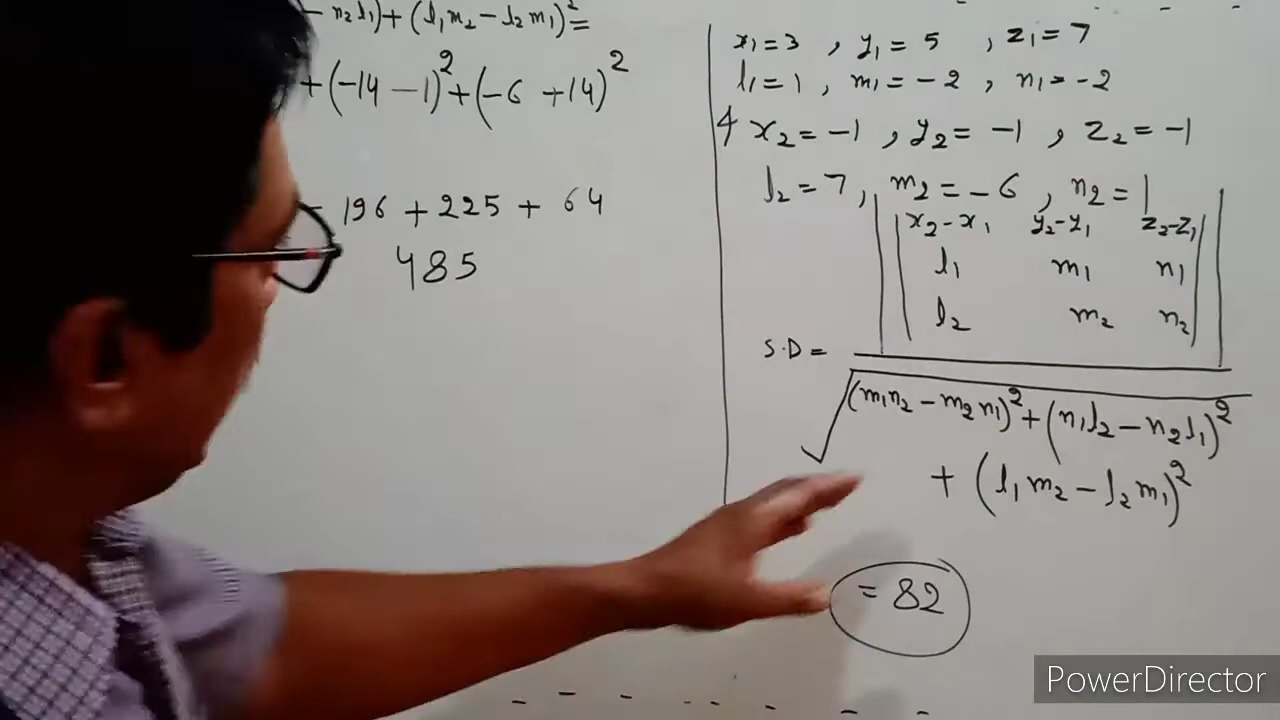 - n₂l₁) + (l₁m₂ - l₂m₁)² =
+ (-14 - 1)² + (-6 + 14)²
196 + 225 + 64
485
x₁ = 3 , y₁ = 5 , z₁ = 7
l₁ = 1 , m₁ = -2 , n₁ = -2
4 x₂ = -1 , y₂ = -1 , z₂ = -1
l₂ = 7 , m₂ = -6 , n₂ = 1
x₂-x₁ y₂-y₁ z₂-z₁
l₁ m₁ n₁
l₂ m₂ n₂
S.D =
√(m₁n₂ - m₂n₁)² + (n₁l₂ - n₂l₁)²
+ (l₁m₂ - l₂m₁)²
= 82
PowerDirector